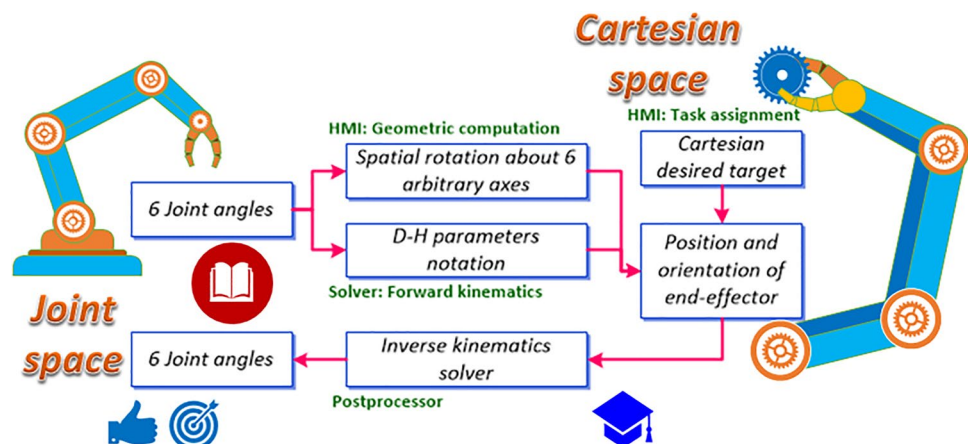 Cartesian
space
HMI: Geometric computation
HMI: Task assignment
Spatial rotation about 6
arbitrary axes
Cartesian
desired target
6 Joint angles
D-H parameters
notation
Position and
orientation of
end-effector
Solver: Forward kinematics
Joint
space
6 Joint angles
Inverse kinematics
solver
Postprocessor